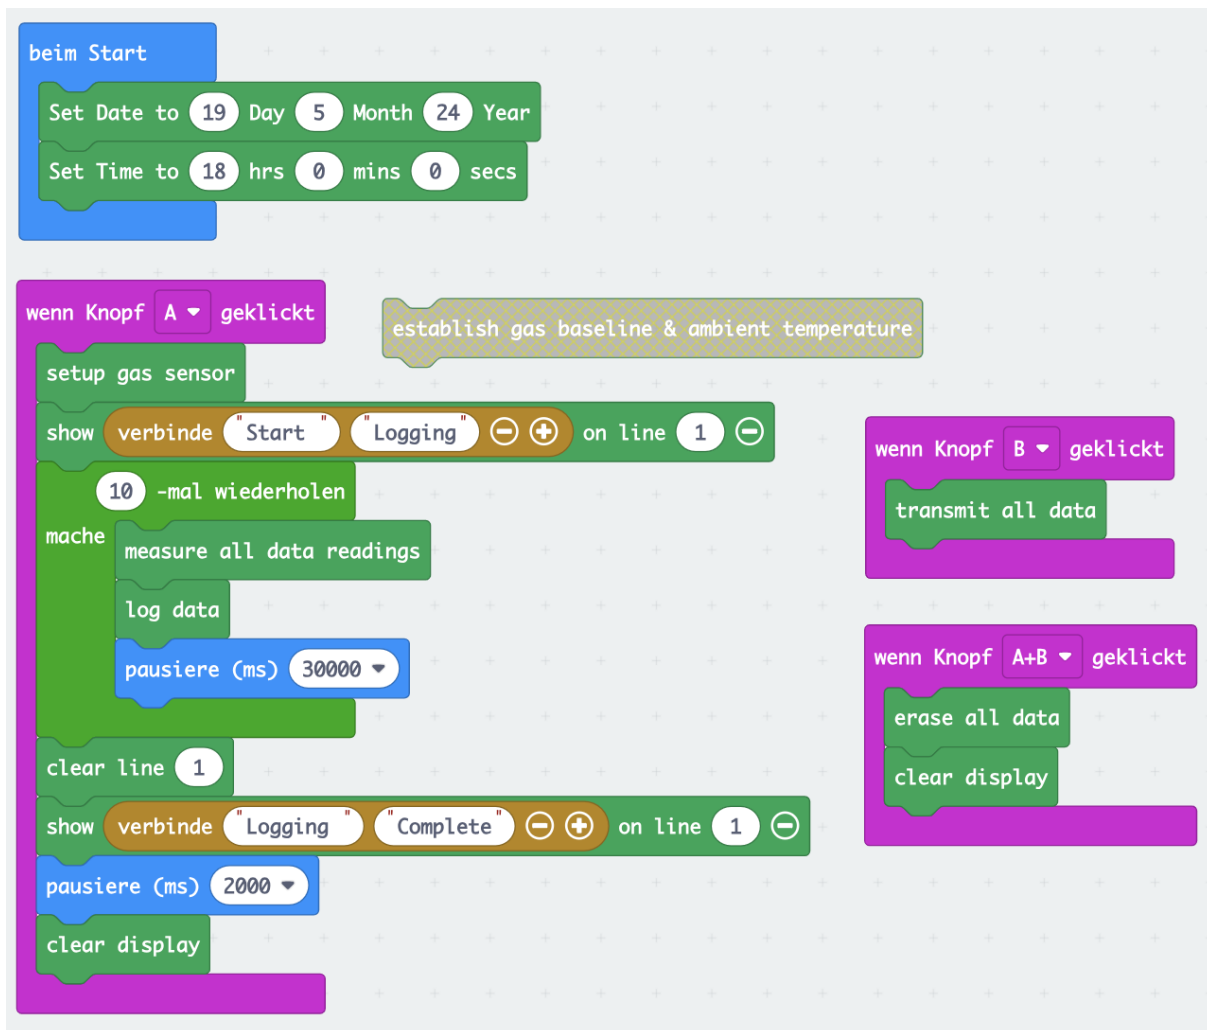 beim Start
Set Date to 19 Day 5 Month 24 Year
Set Time to 18 hrs 0 mins 0 secs
wenn Knopf A geklickt
setup gas sensor
show verbinde "Start " "Logging" on line 1
10 -mal wiederholen
mache
measure all data readings
log data
pausiere (ms) 30000
clear line 1
show verbinde "Logging " "Complete" on line 1
pausiere (ms) 2000
clear display
establish gas baseline & ambient temperature
wenn Knopf B geklickt
transmit all data
wenn Knopf A+B geklickt
erase all data
clear display